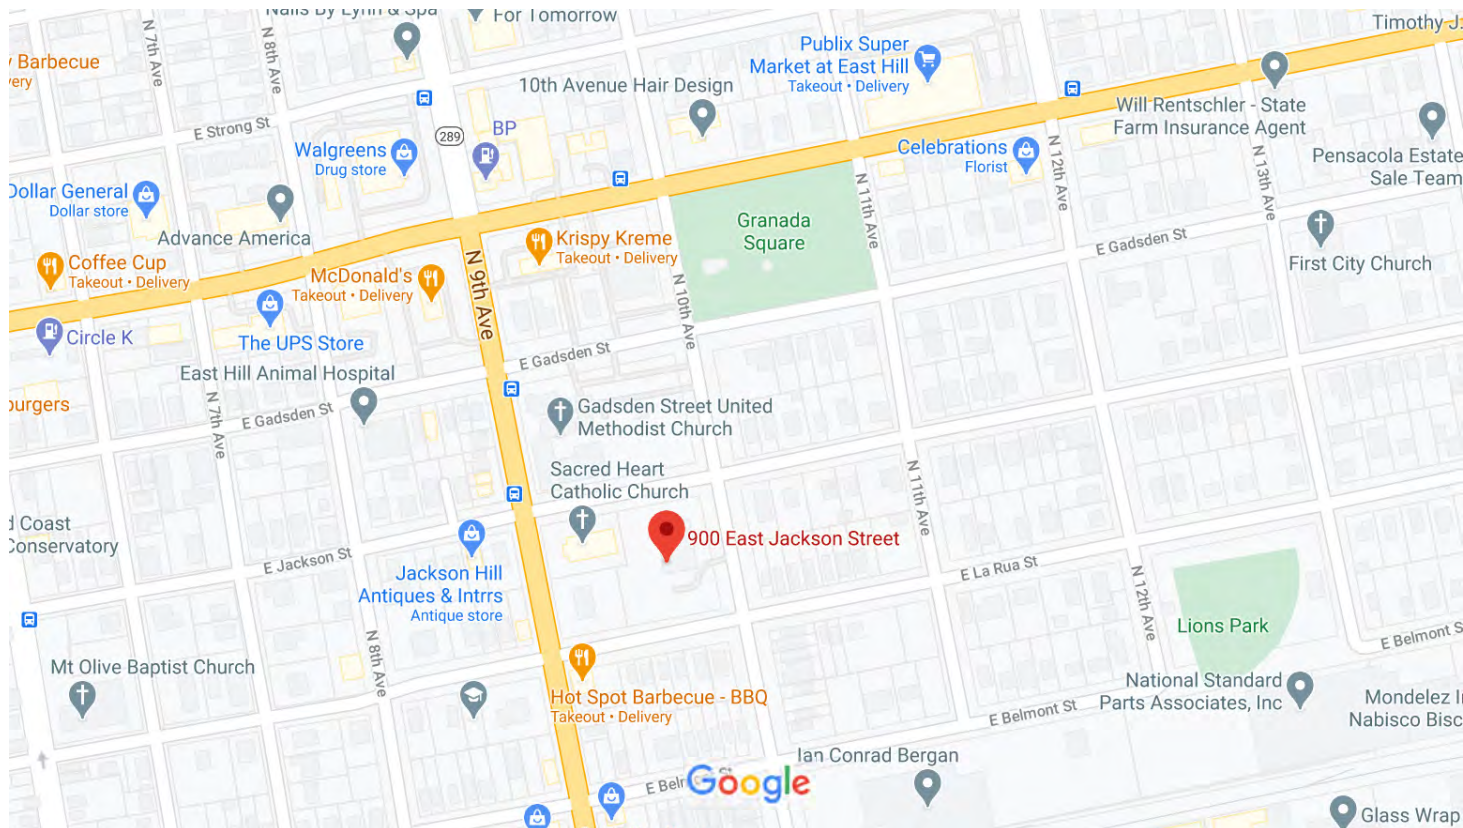 Nails By Lynn & Spa
For Tomorrow
Timothy J.
N 7th Ave
N 8th Ave
y Barbecue
ery
Publix Super
Market at East Hill
Takeout • Delivery
10th Avenue Hair Design
E Strong St
289
BP
Walgreens
Drug store
Will Rentschler - State
Farm Insurance Agent
Celebrations
Florist
N 12th Ave
N 13th Ave
Pensacola Estate
Sale Team
Dollar General
Dollar store
Advance America
N 11th Ave
Granada
Square
Krispy Kreme
Takeout • Delivery
E Gadsden St
First City Church
Coffee Cup
Takeout • Delivery
McDonald's
Takeout • Delivery
N 9th Ave
N 10th Ave
Circle K
The UPS Store
E Gadsden St
East Hill Animal Hospital
burgers
N 7th Ave
E Gadsden St
Gadsden Street United
Methodist Church
Sacred Heart
Catholic Church
N 11th Ave
d Coast
Conservatory
E Jackson St
900 East Jackson Street
Jackson Hill
Antiques & Intrrs
Antique store
E La Rua St
N 12th Ave
Lions Park
E Belmont S
N 8th Ave
Mt Olive Baptist Church
Hot Spot Barbecue - BBQ
Takeout • Delivery
National Standard
Parts Associates, Inc
Mondelez I
Nabisco Bisc
E Belmont St
Ian Conrad Bergan
Google
Glass Wrap